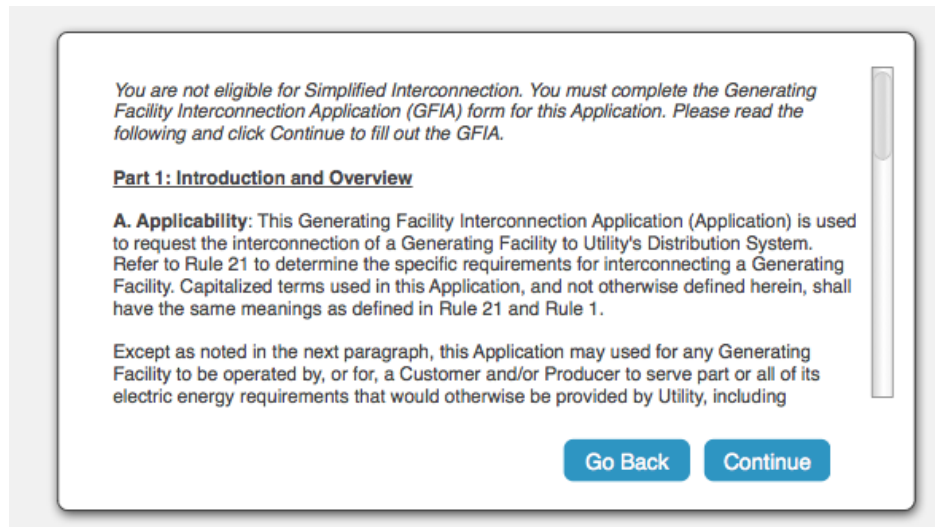 You are not eligible for Simplified Interconnection. You must complete the Generating
Facility Interconnection Application (GFIA) form for this Application. Please read the
following and click Continue to fill out the GFIA.
Part 1: Introduction and Overview
A. Applicability: This Generating Facility Interconnection Application (Application) is used
to request the interconnection of a Generating Facility to Utility's Distribution System.
Refer to Rule 21 to determine the specific requirements for interconnecting a Generating
Facility. Capitalized terms used in this Application, and not otherwise defined herein, shall
have the same meanings as defined in Rule 21 and Rule 1.
Except as noted in the next paragraph, this Application may used for any Generating
Facility to be operated by, or for, a Customer and/or Producer to serve part or all of its
electric energy requirements that would otherwise be provided by Utility, including
Go Back Continue